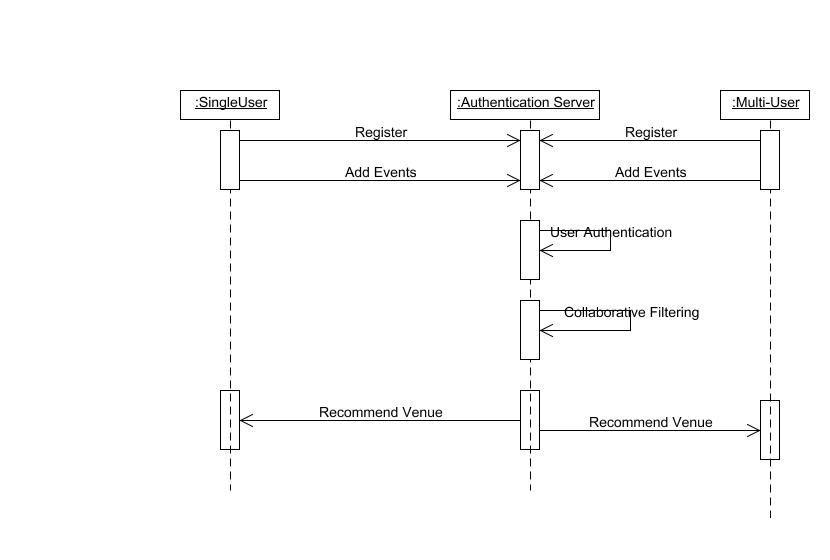 :SingleUser
:Authentication Server
:Multi-User
Register
Register
Add Events
Add Events
User Authentication
Collaborative Filtering
Recommend Venue
Recommend Venue